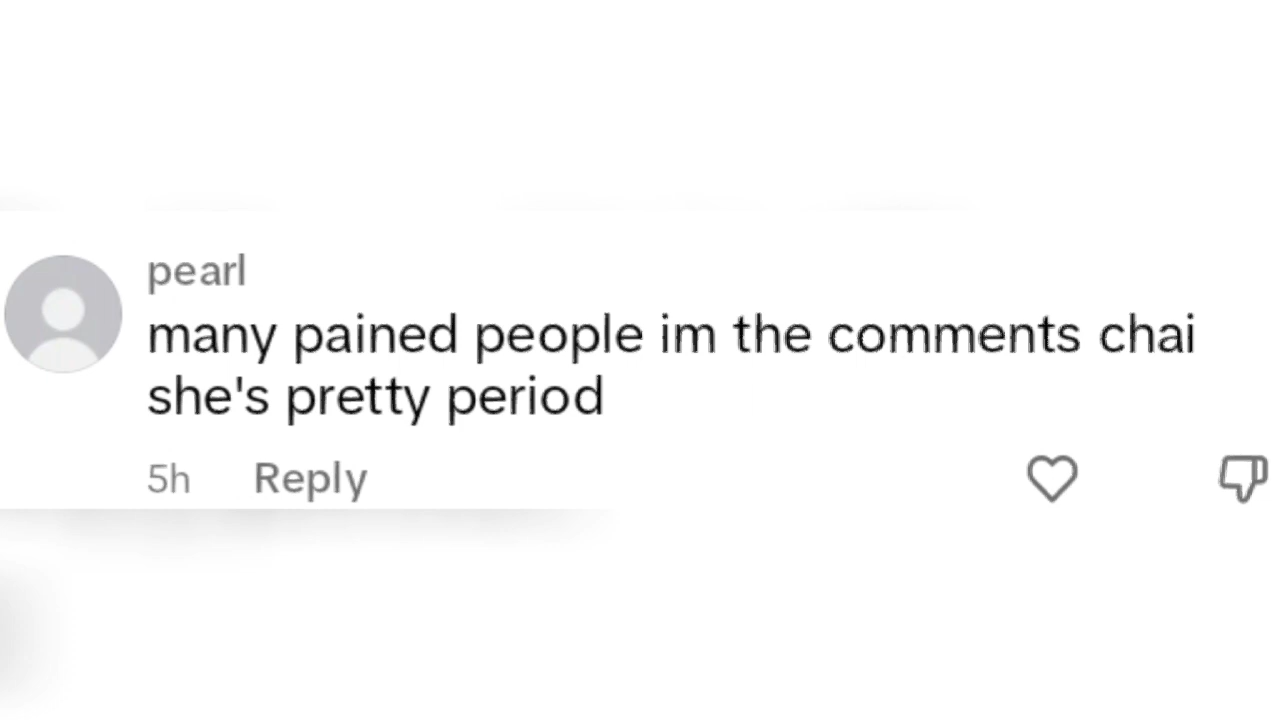 pearl
many pained people im the comments chai
she's pretty period
5h Reply